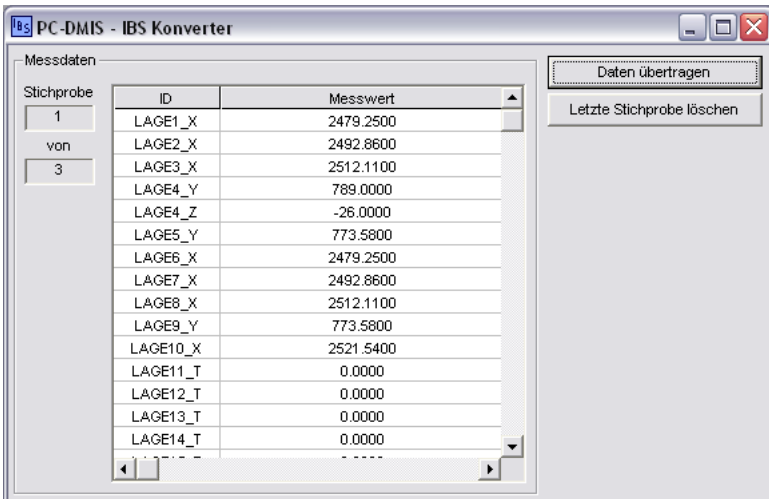 IBS PC-DMIS - IBS Konverter
Messdaten
Stichprobe
1
von
3
ID Messwert
LAGE1_X 2479.2500
LAGE2_X 2492.8600
LAGE3_X 2512.1100
LAGE4_Y 789.0000
LAGE4_Z -26.0000
LAGE5_Y 773.5800
LAGE6_X 2479.2500
LAGE7_X 2492.8600
LAGE8_X 2512.1100
LAGE9_Y 773.5800
LAGE10_X 2521.5400
LAGE11_T 0.0000
LAGE12_T 0.0000
LAGE13_T 0.0000
LAGE14_T 0.0000
Daten übertragen
Letzte Stichprobe löschen